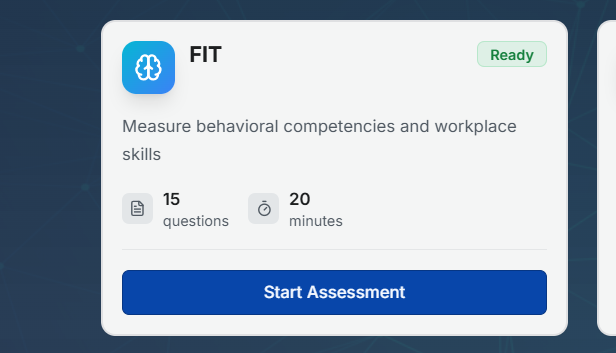 FIT
Ready
Measure behavioral competencies and workplace
skills
15
questions
20
minutes
Start Assessment